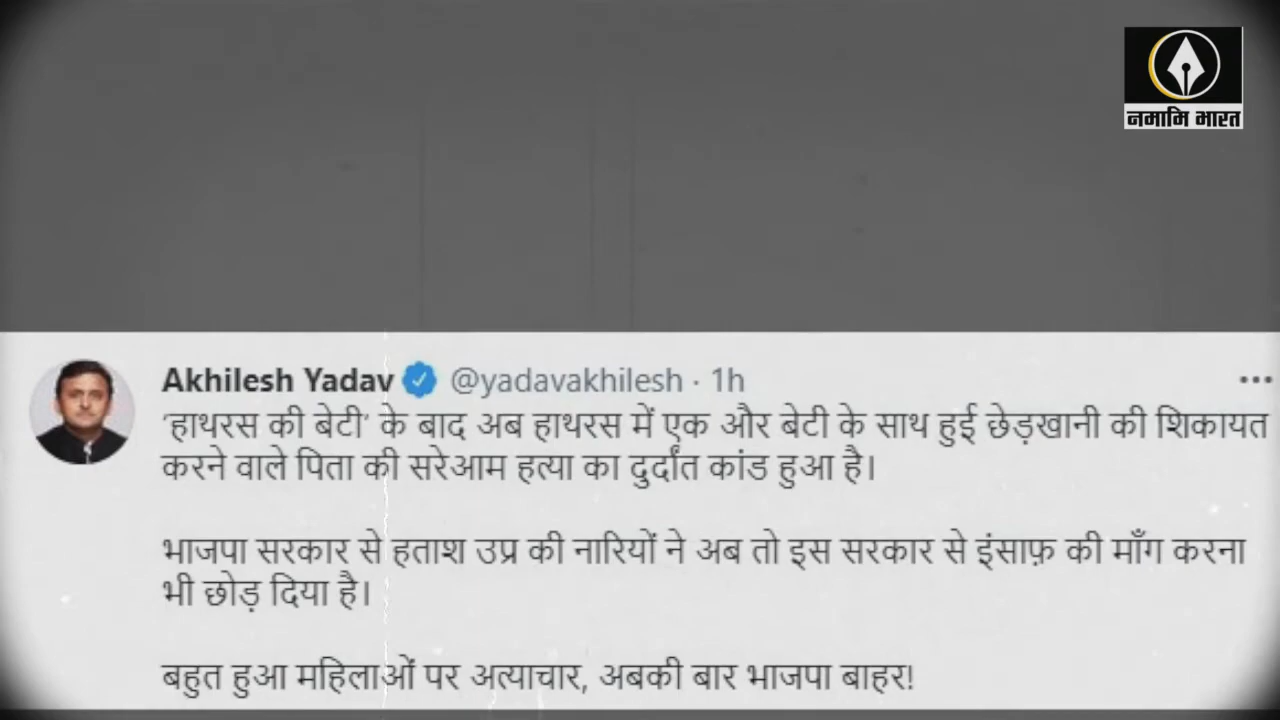 नमामि भारत
Akhilesh Yadav @yadavakhilesh · 1h
'हाथरस की बेटी' के बाद अब हाथरस में एक और बेटी के साथ हुई छेड़खानी की शिकायत
करने वाले पिता की सरेआम हत्या का दुर्दांत कांड हुआ है।
भाजपा सरकार से हताश उप्र की नारियों ने अब तो इस सरकार से इंसाफ़ की माँग करना
भी छोड़ दिया है।
बहुत हुआ महिलाओं पर अत्याचार, अबकी बार भाजपा बाहर!